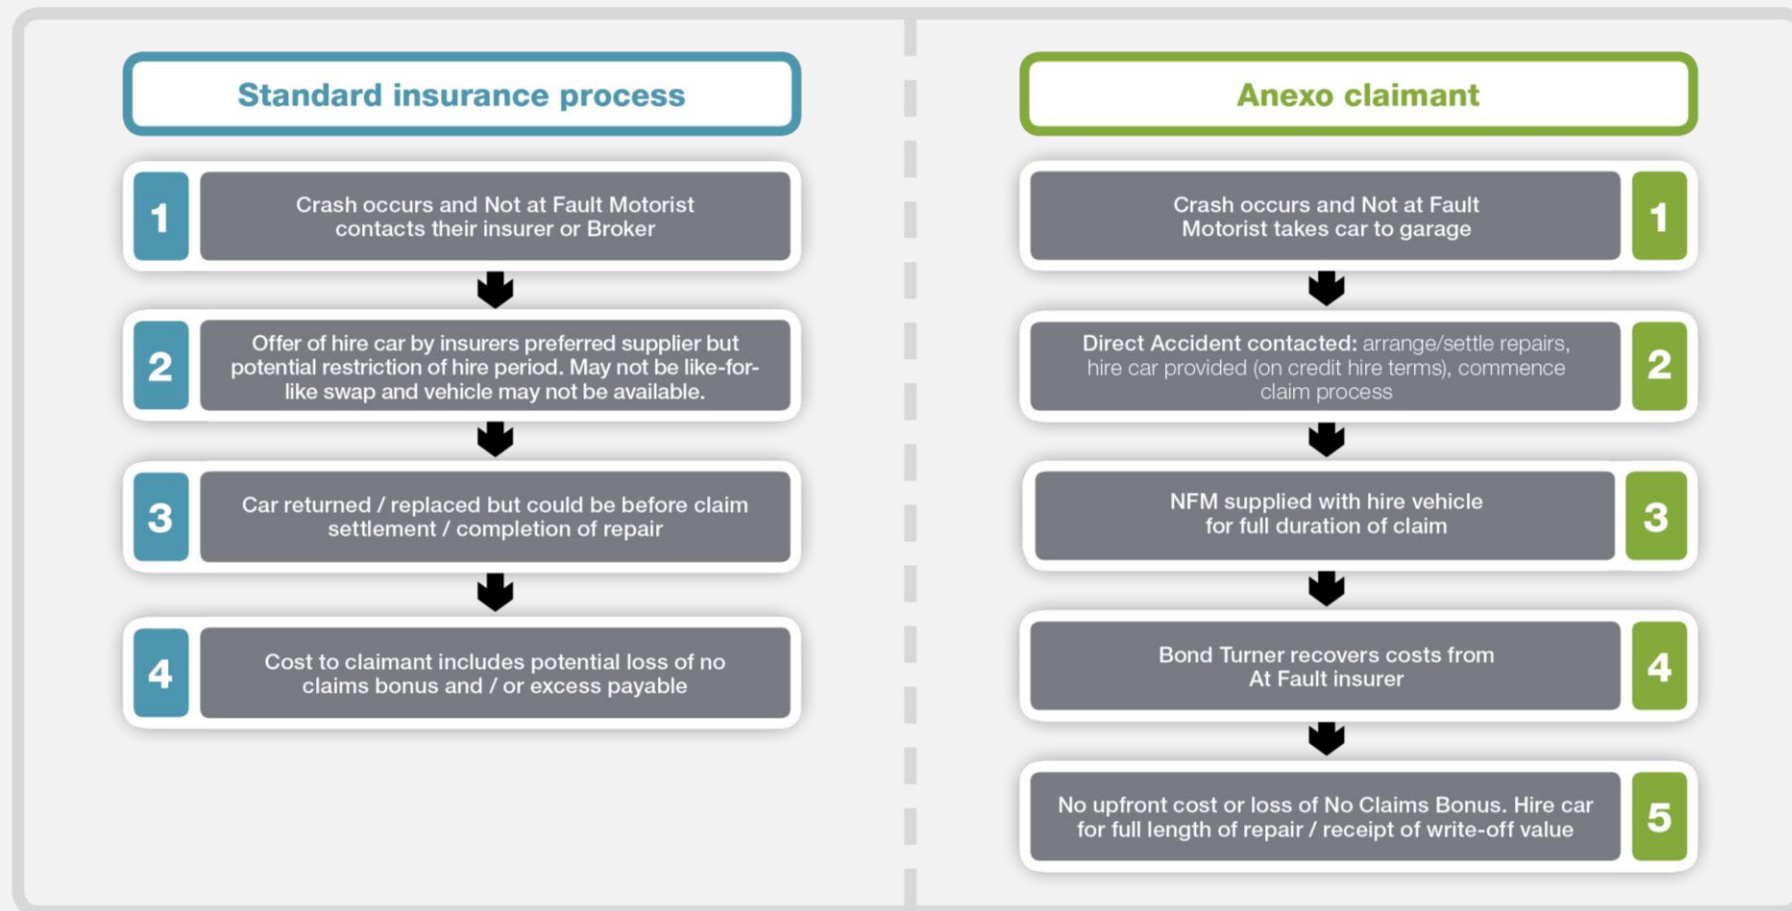 Standard insurance process
1
Crash occurs and Not at Fault Motorist
contacts their insurer or Broker
2
Offer of hire car by insurers preferred supplier but
potential restriction of hire period. May not be like-for-
like swap and vehicle may not be available.
3
Car returned / replaced but could be before claim
settlement / completion of repair
4
Cost to claimant includes potential loss of no
claims bonus and / or excess payable
Anexo claimant
Crash occurs and Not at Fault
Motorist takes car to garage
1
Direct Accident contacted: arrange/settle repairs,
hire car provided (on credit hire terms), commence
claim process
2
NFM supplied with hire vehicle
for full duration of claim
3
Bond Turner recovers costs from
At Fault insurer
4
No upfront cost or loss of No Claims Bonus. Hire car
for full length of repair / receipt of write-off value
5